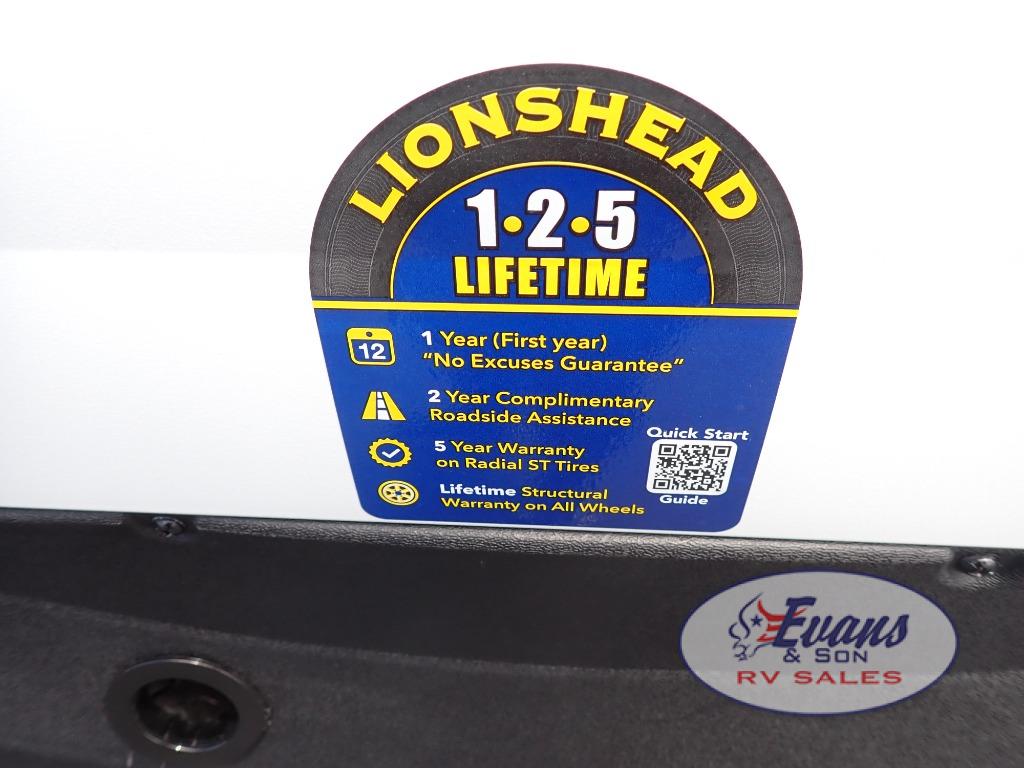 LIONSHEAD
1•2•5
LIFETIME
12
1 Year (First year)
“No Excuses Guarantee”
2 Year Complimentary
Roadside Assistance
5 Year Warranty
on Radial ST Tires
Lifetime Structural
Warranty on All Wheels
Quick Start
Guide
Evans
& SON
RV SALES